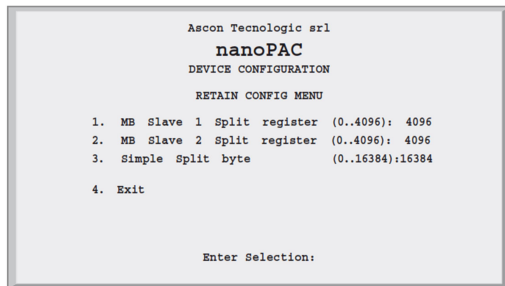 Ascon Tecnologic srl
nanoPAC
DEVICE CONFIGURATION
RETAIN CONFIG MENU
1. MB Slave 1 Split register (0..4096): 4096
2. MB Slave 2 Split register (0..4096): 4096
3. Simple Split byte (0..16384):16384
4. Exit
Enter Selection: